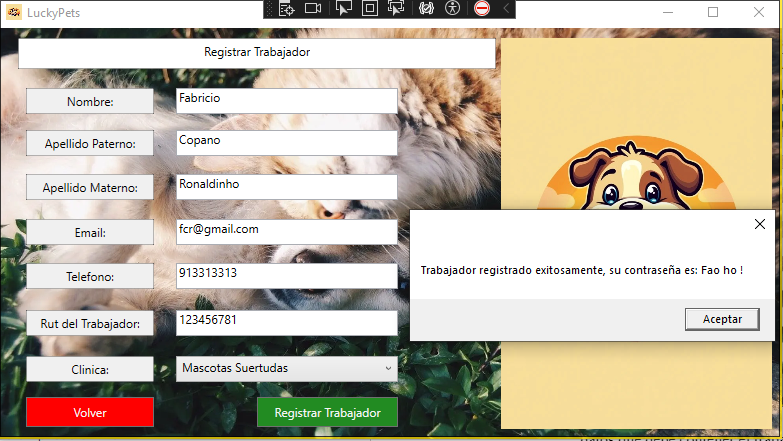 LuckyPets
Registrar Trabajador
Nombre:
Fabricio
Apellido Paterno:
Copano
Apellido Materno:
Ronaldinho
Email:
fcr@gmail.com
Telefono:
913313313
Rut del Trabajador:
123456781
Clinica:
Mascotas Suertudas
Volver
Registrar Trabajador
Trabajador registrado exitosamente, su contraseña es: Fao ho !
Aceptar